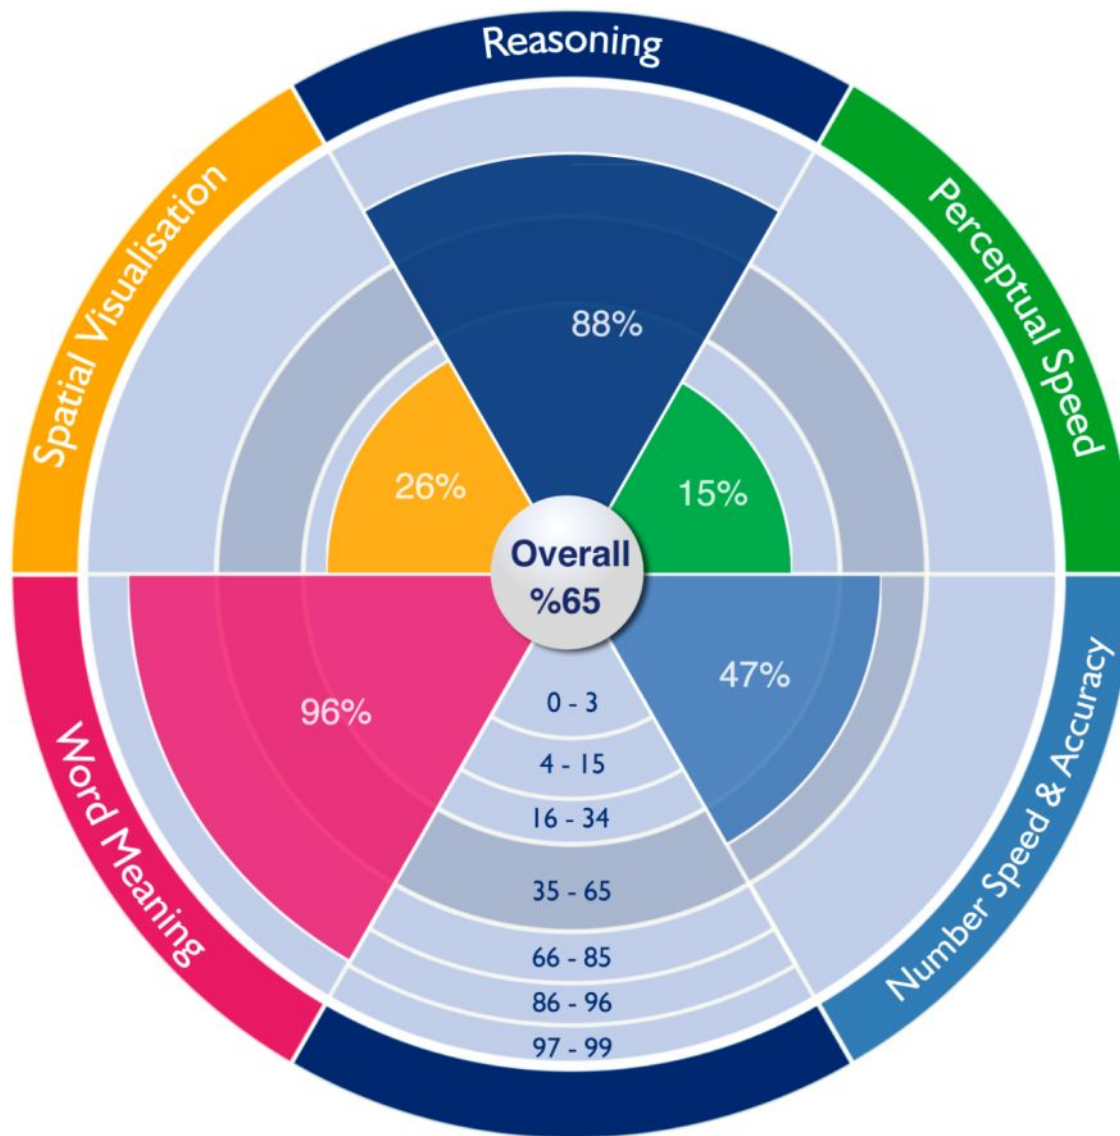 Reasoning
Spatial Visualisation
Perceptual Speed
88%
26%
15%
Overall
%65
96%
47%
Word Meaning
Number Speed & Accuracy
0 - 3
4 - 15
16 - 34
35 - 65
66 - 85
86 - 96
97 - 99